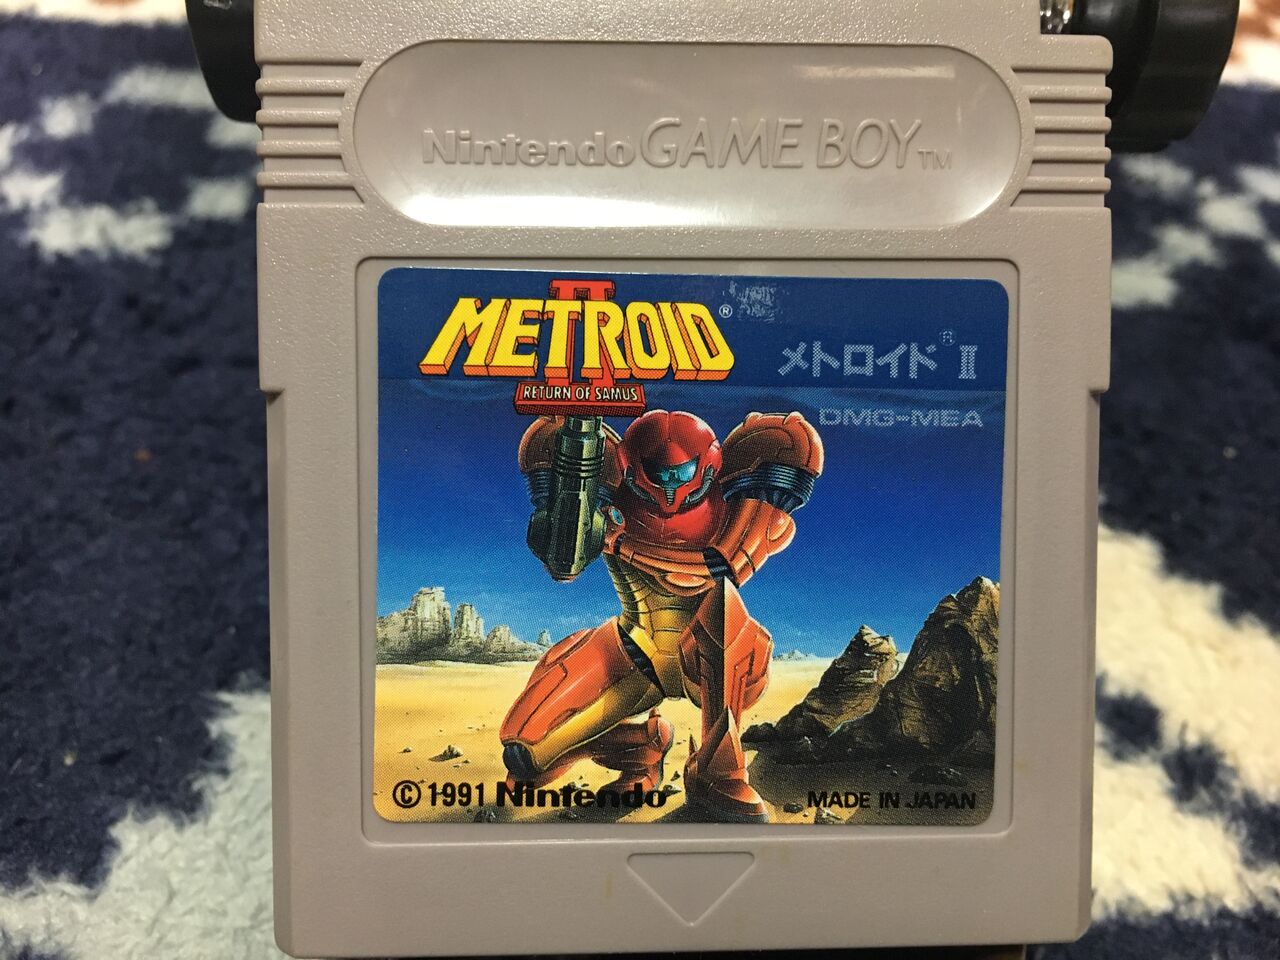 Nintendo GAME BOY TM
II
METROID ®
RETURN OF SAMUS
メトロイド® II
DMG-MEA
© 1991 Nintendo
MADE IN JAPAN